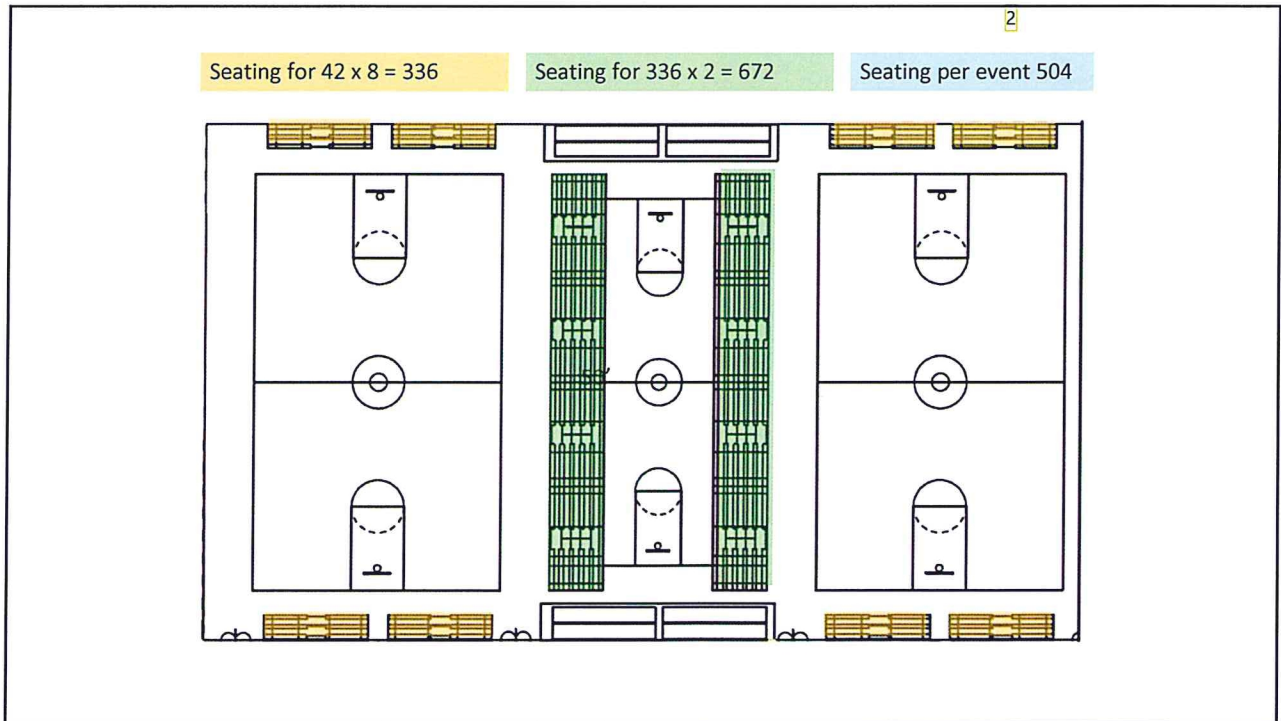 2
Seating for 42 x 8 = 336
Seating for 336 x 2 = 672
Seating per event 504